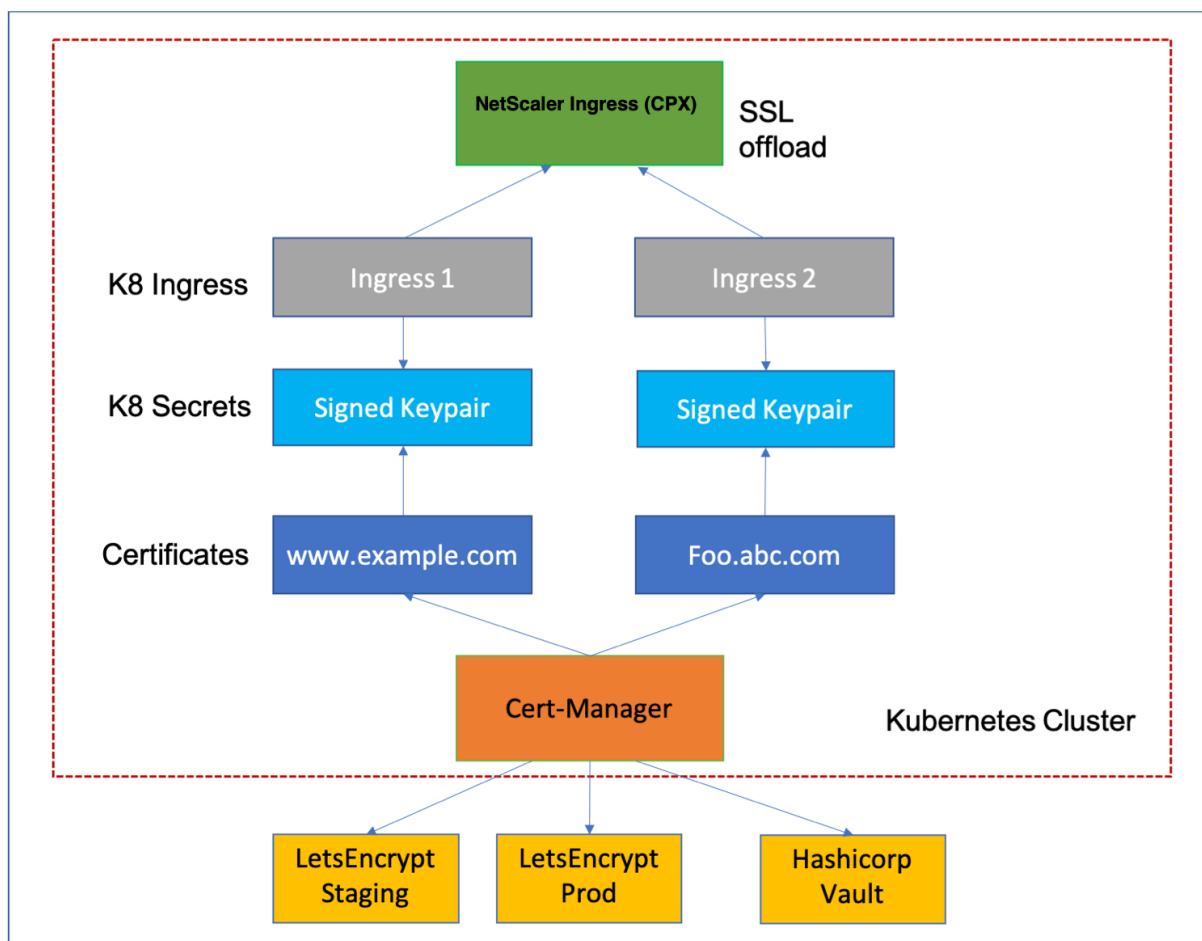 NetScaler Ingress (CPX)
SSL
offload
K8 Ingress
Ingress 1
Ingress 2
K8 Secrets
Signed Keypair
Signed Keypair
Certificates
www.example.com
Foo.abc.com
Cert-Manager
Kubernetes Cluster
LetsEncrypt
Staging
LetsEncrypt
Prod
Hashicorp
Vault